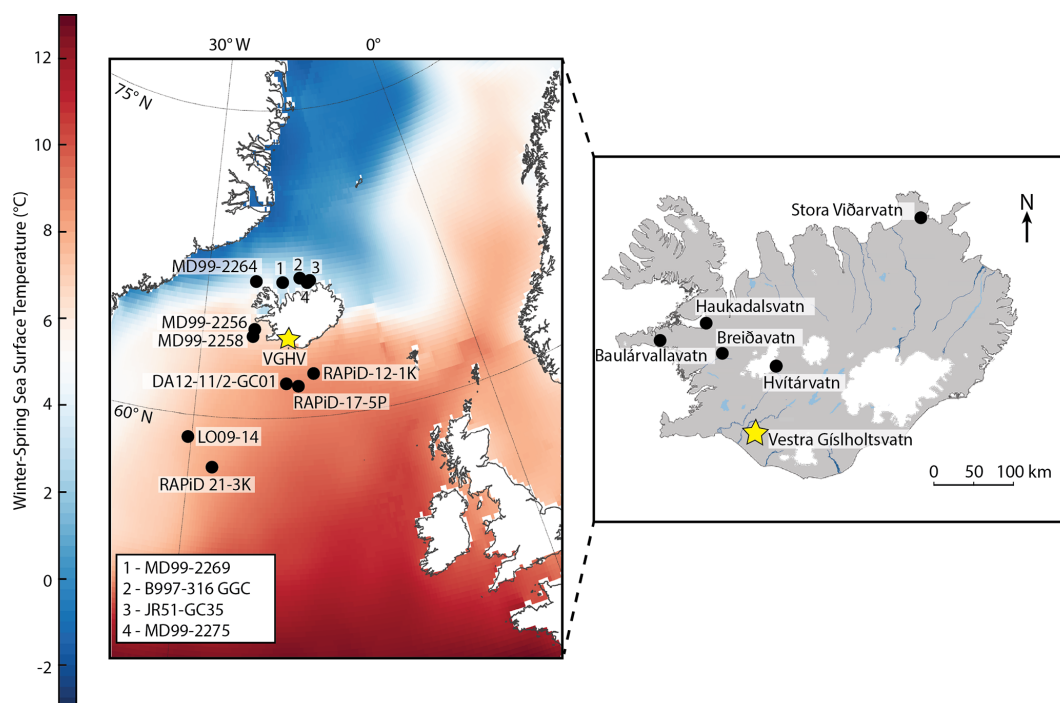 Winter-Spring Sea Surface Temperature (°C)
12
10
8
6
4
2
0
-2
30° W
0°
75° N
60° N
MD99-2264
1
2
3
4
MD99-2256
MD99-2258
VGHV
DA12-11/2-GC01
RAPiD-12-1K
RAPiD-17-5P
LO09-14
RAPiD 21-3K
1 - MD99-2269
2 - B997-316 GGC
3 - JR51-GC35
4 - MD99-2275
Stora Viðarvatn
N
Haukadalsvatn
Breiðavatn
Baulárvallavatn
Hvítárvatn
Vestra Gíslholtsvatn
0 50 100 km